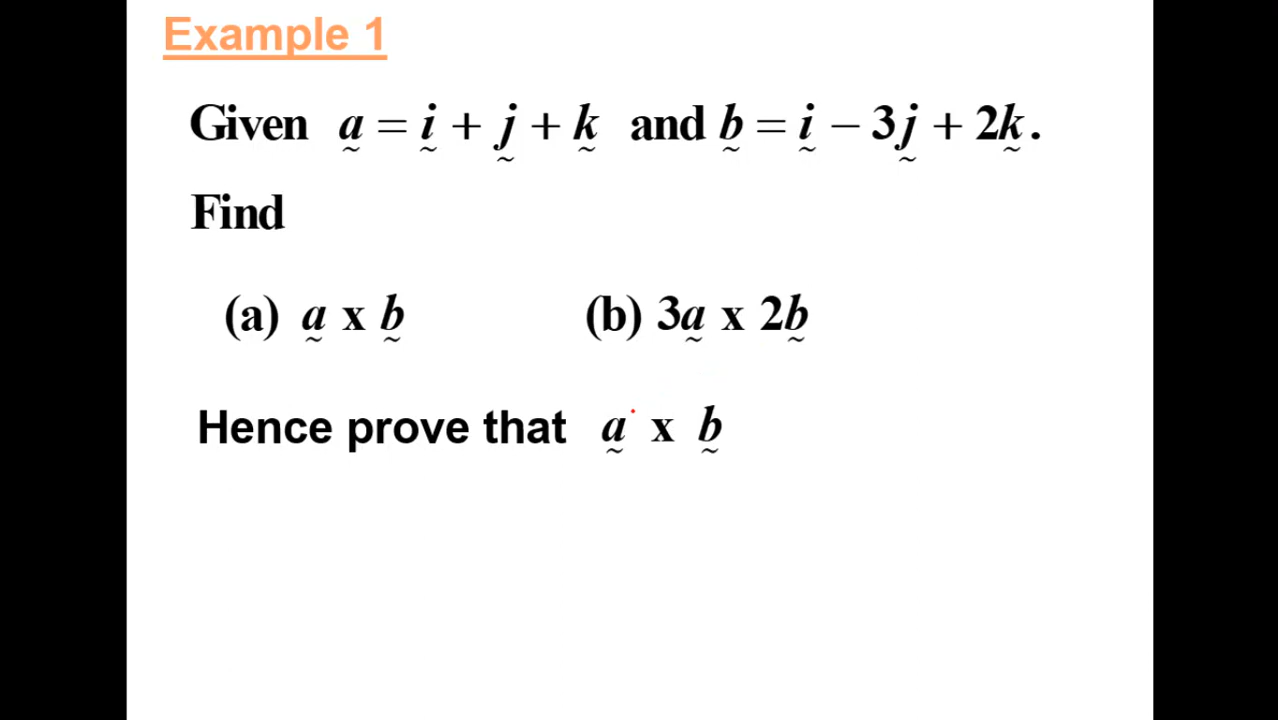 Example 1
Given a = i + j + k and b = i − 3j + 2k.
Find
(a) a x b (b) 3a x 2b
Hence prove that a x b